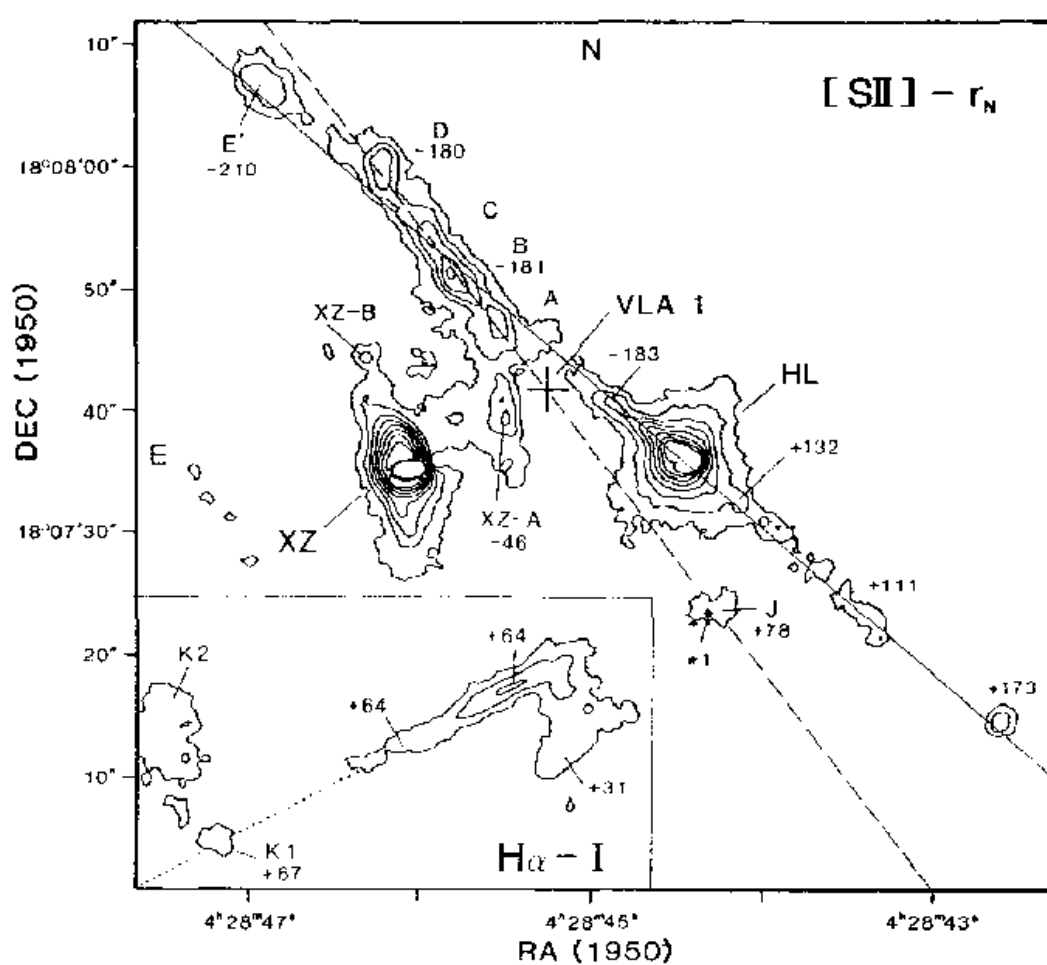 N
[SII] - rN
10"
E'
-210
D
-180
18°08'00"
C
B
-181
50"
A
VLA 1
XZ-B
-183
HL
DEC (1950)
40"
E
+132
XZ
XZ-A
-46
18°07'30"
+111
J
+78
*1
20"
K2
+64
+173
+64
10"
+31
K1
+67
Hα-I
4ʰ28ᵐ47ˢ
4ʰ28ᵐ45ˢ
4ʰ28ᵐ43ˢ
RA (1950)